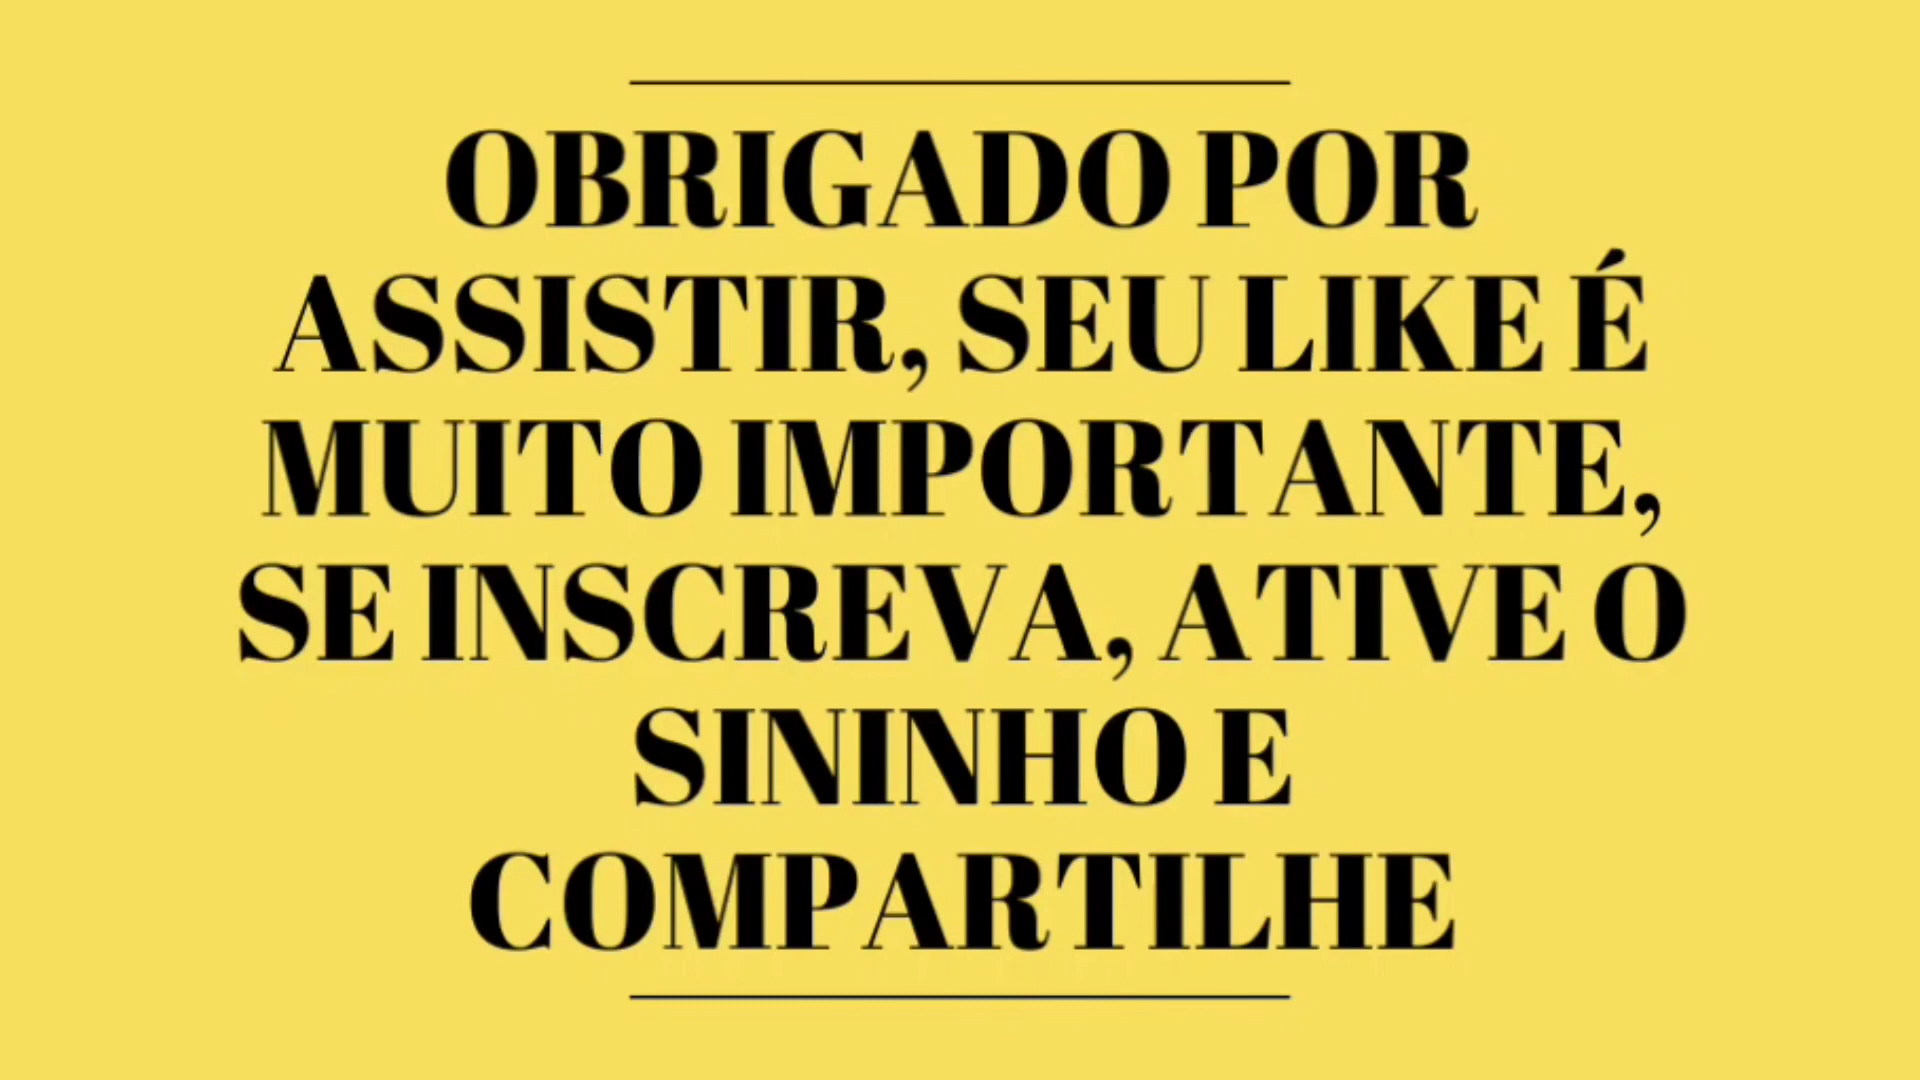 OBRIGADO POR
ASSISTIR, SEU LIKE É
MUITO IMPORTANTE,
SE INSCREVA, ATIVE O
SININHO E
COMPARTILHE